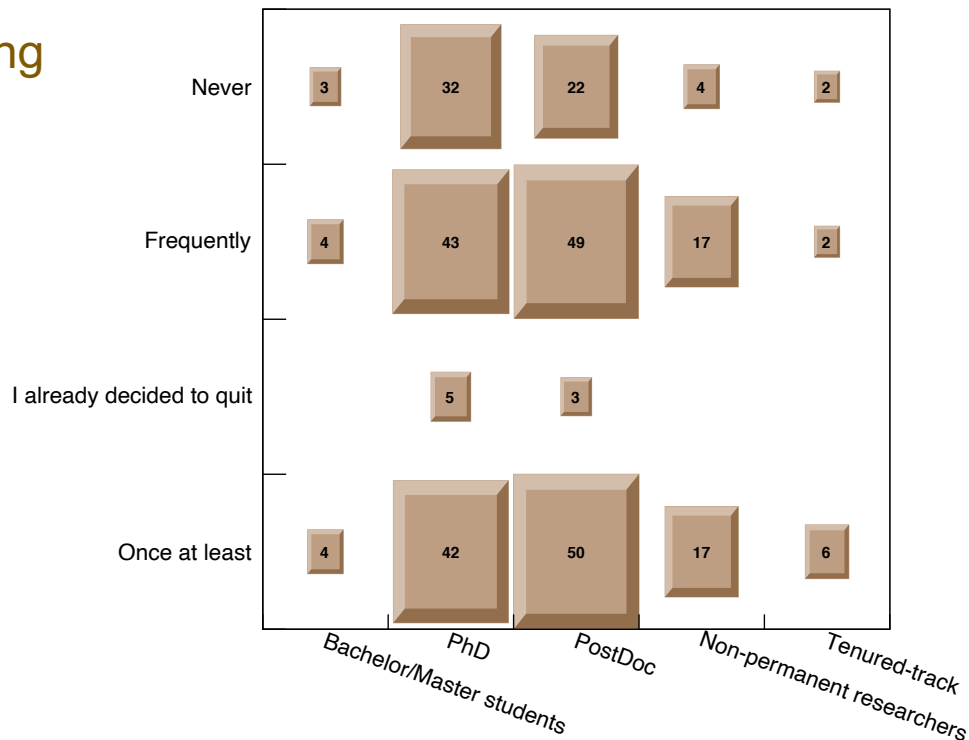 ng
Never
3 32 22 4 2
Frequently
4 43 49 17 2
I already decided to quit
5 3
Once at least
4 42 50 17 6
Bachelor/Master students
PhD
PostDoc
Non-permanent researchers
Tenured-track